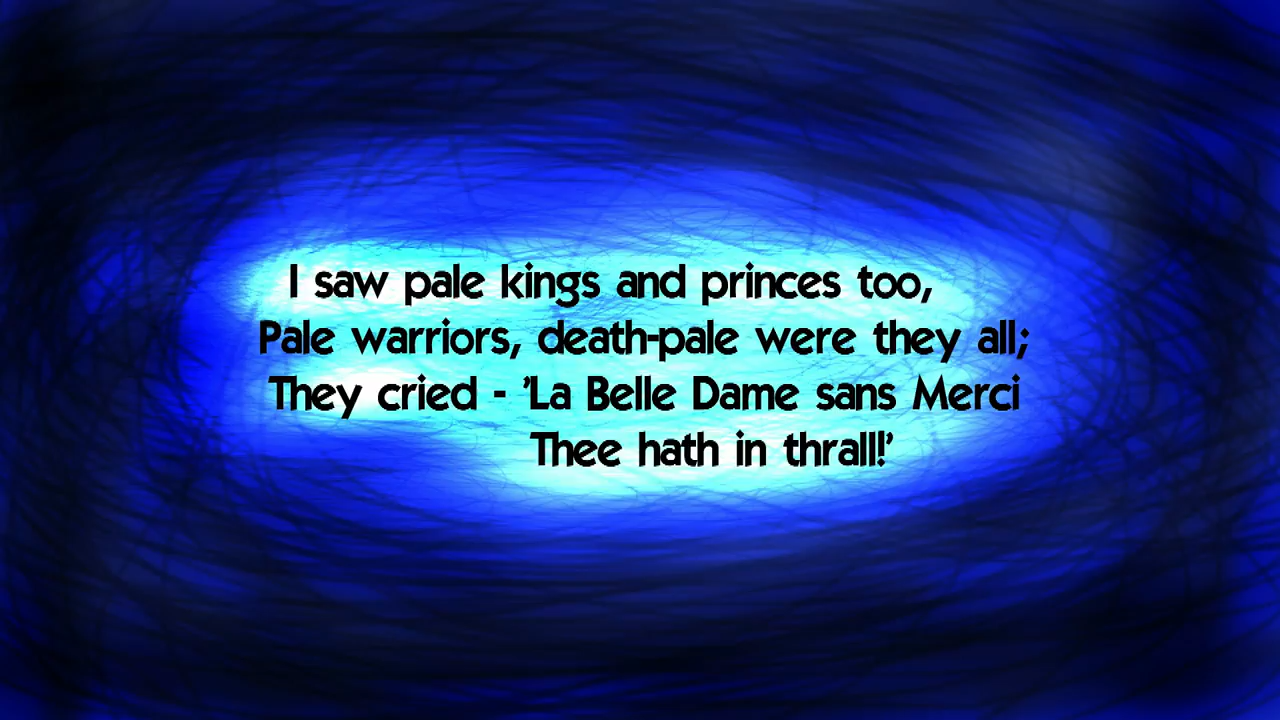 I saw pale kings and princes too,
Pale warriors, death-pale were they all;
They cried - 'La Belle Dame sans Merci
Thee hath in thrall!'